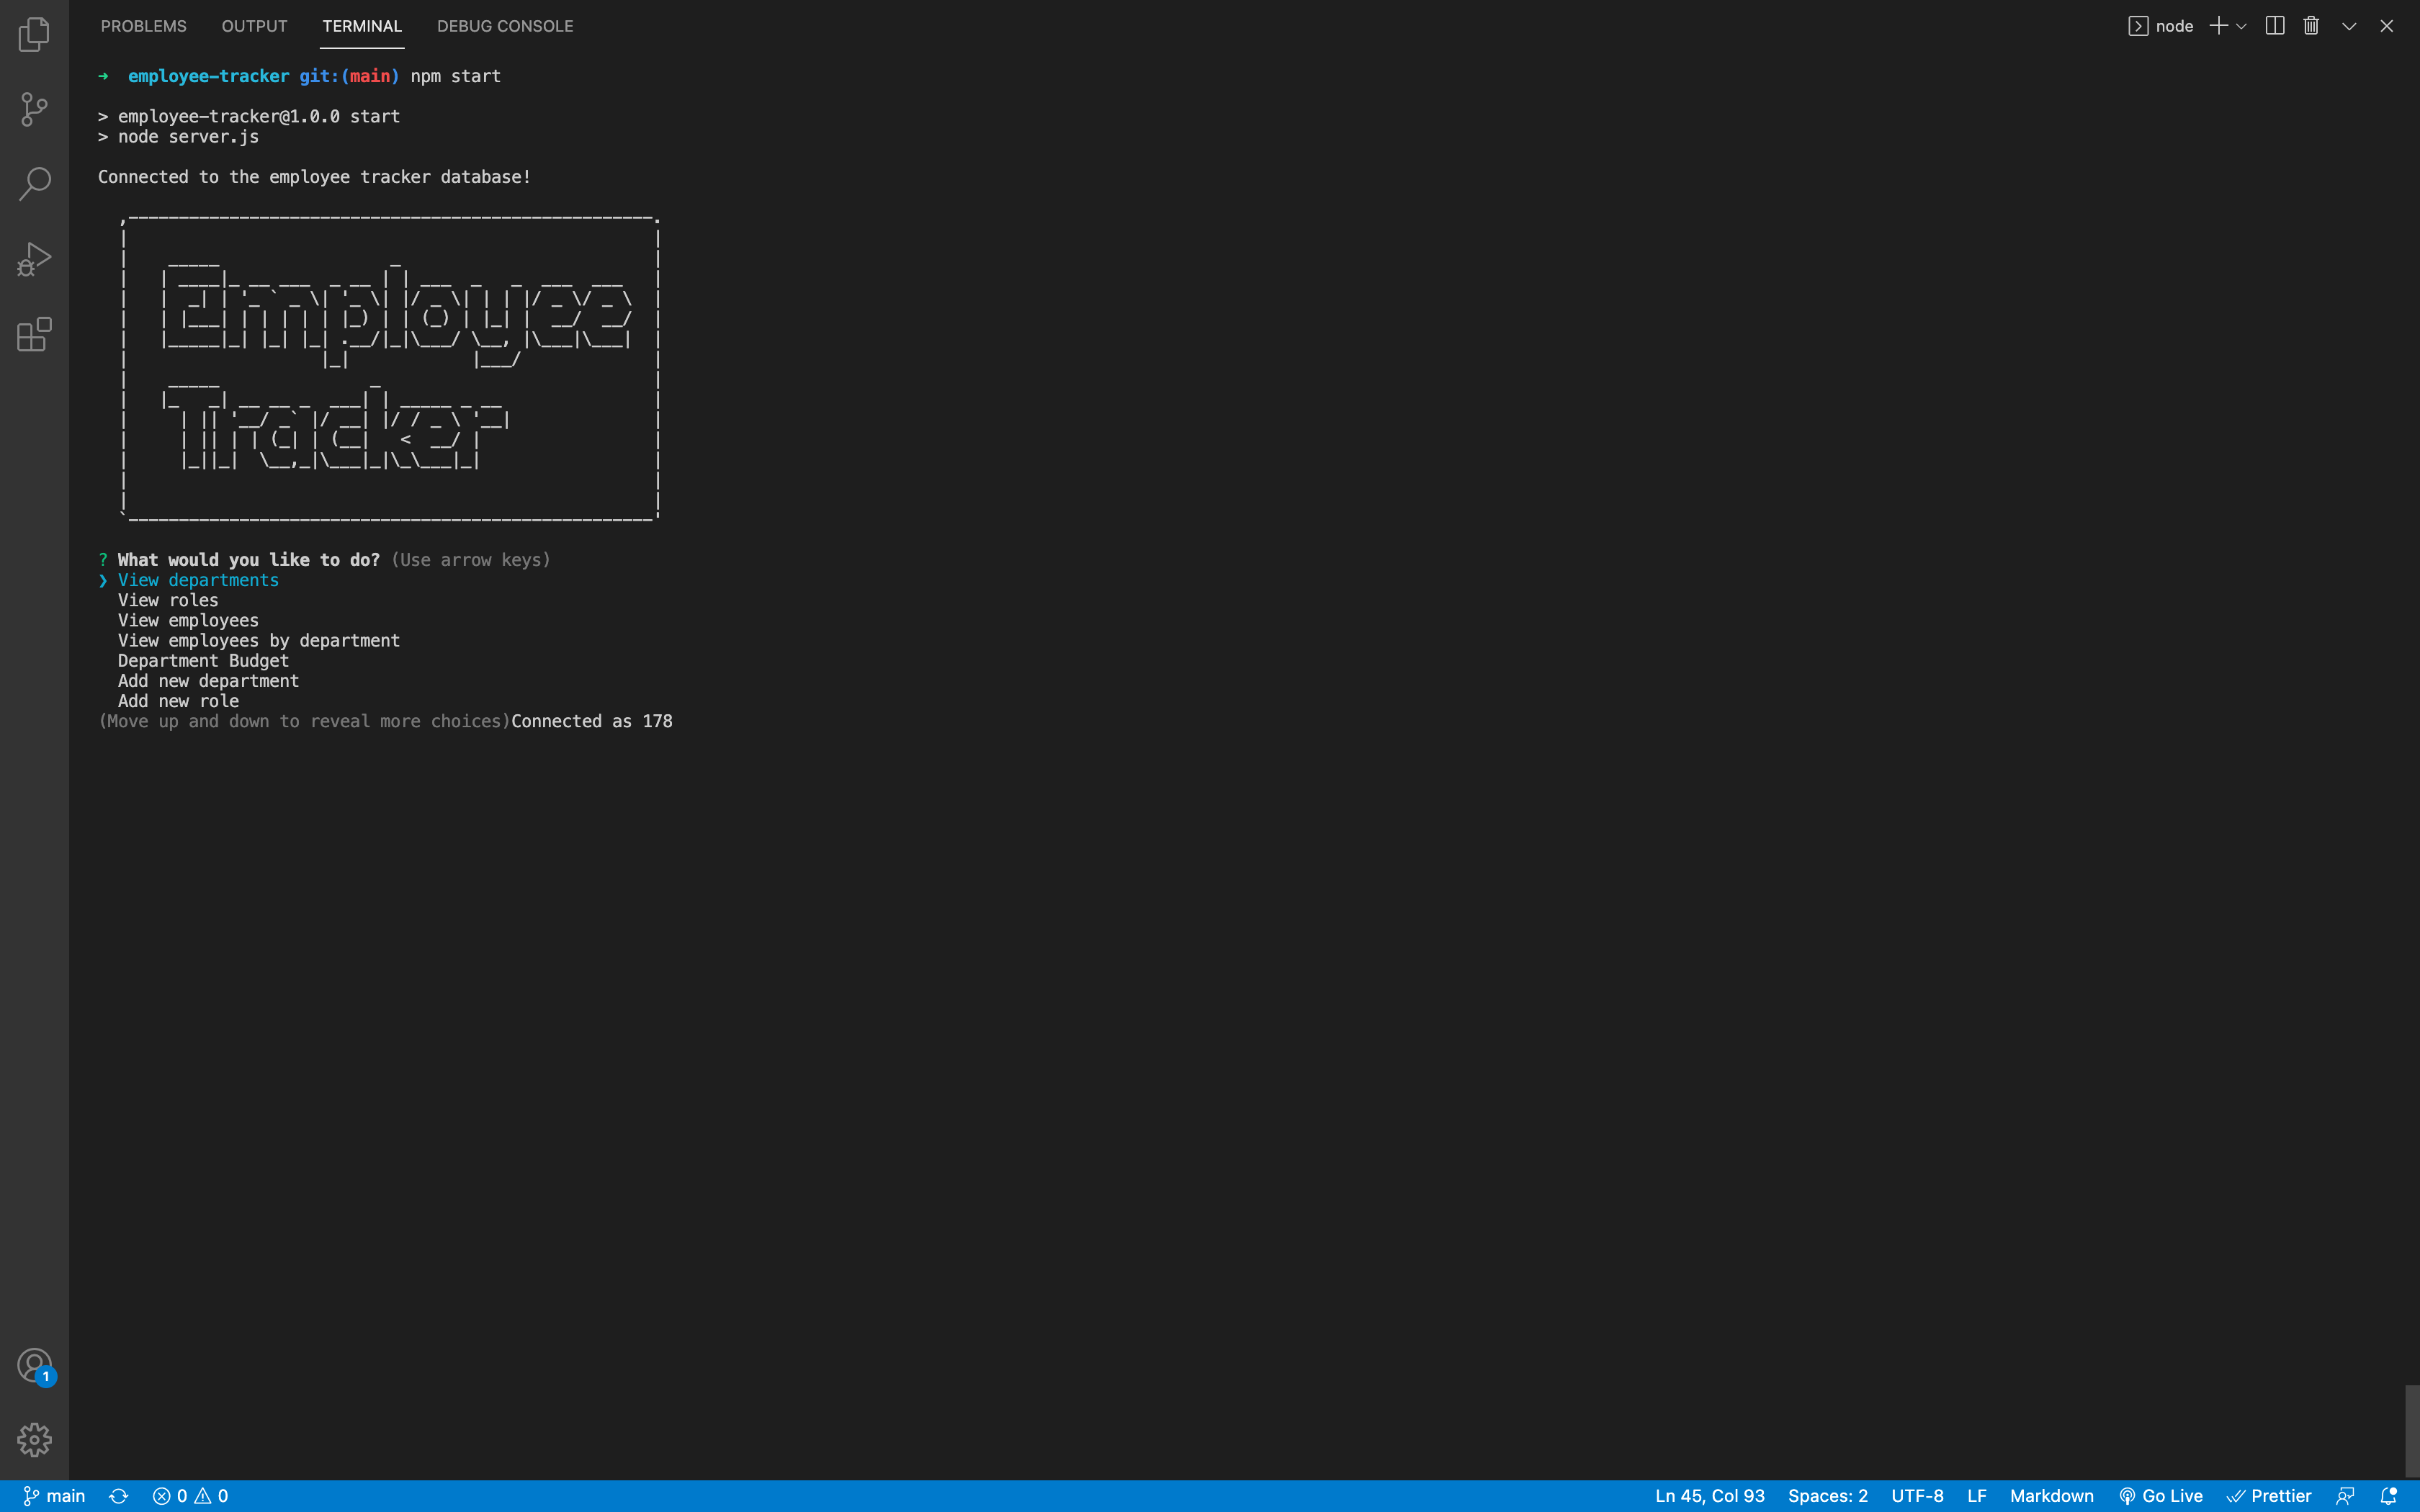 PROBLEMS OUTPUT TERMINAL DEBUG CONSOLE node
➜ employee-tracker git:(main) npm start
> employee-tracker@1.0.0 start
> node server.js
Connected to the employee tracker database!
Employee
Tracker
? What would you like to do? (Use arrow keys)
❯ View departments
View roles
View employees
View employees by department
Department Budget
Add new department
Add new role
(Move up and down to reveal more choices)Connected as 178
1
main 0 0 Ln 45, Col 93 Spaces: 2 UTF-8 LF Markdown Go Live Prettier